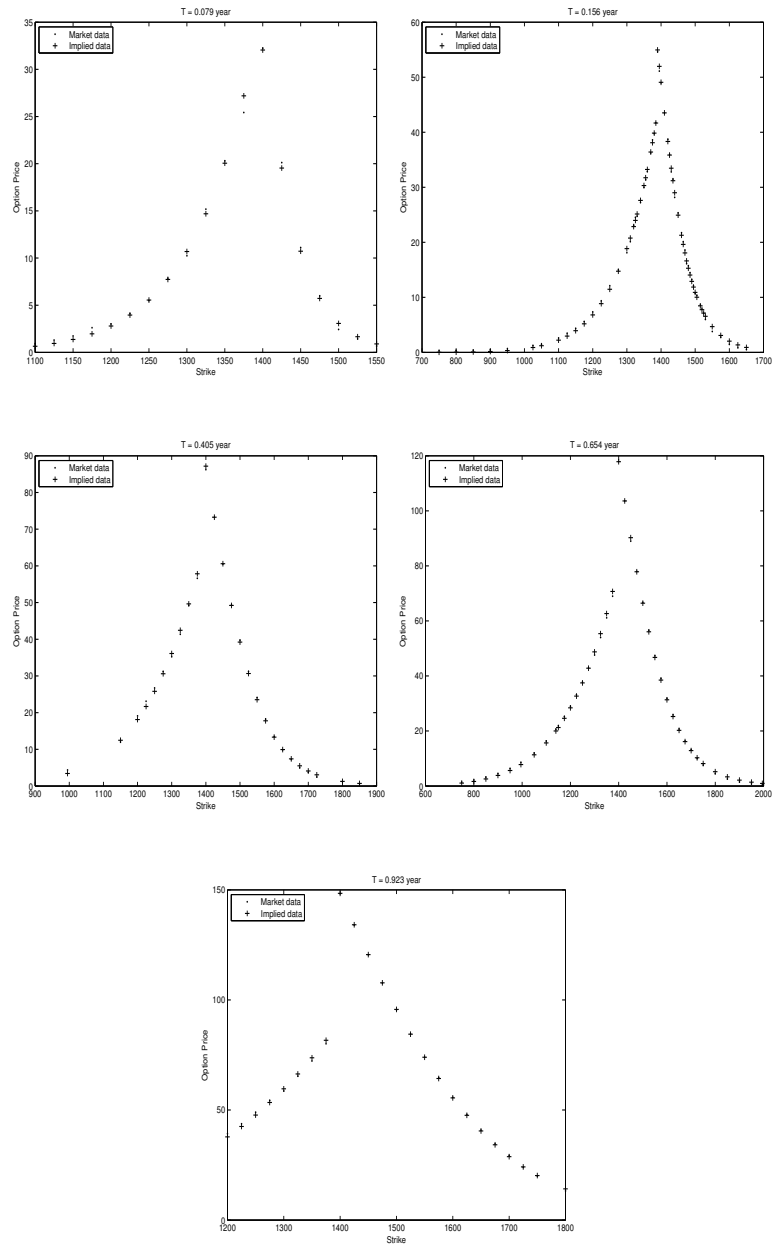 T = 0.079 year
Market data
Implied data
35
30
25
20
15
10
5
0
Option Price
1100 1150 1200 1250 1300 1350 1400 1450 1500 1550
Strike
T = 0.156 year
Market data
Implied data
60
50
40
30
20
10
0
Option Price
700 800 900 1000 1100 1200 1300 1400 1500 1600 1700
Strike
T = 0.405 year
Market data
Implied data
90
80
70
60
50
40
30
20
10
0
Option Price
900 1000 1100 1200 1300 1400 1500 1600 1700 1800 1900
Strike
T = 0.654 year
Market data
Implied data
120
100
80
60
40
20
0
Option Price
600 800 1000 1200 1400 1600 1800 2000
Strike
T = 0.923 year
Market data
Implied data
150
100
50
0
Option Price
1200 1300 1400 1500 1600 1700 1800
Strike